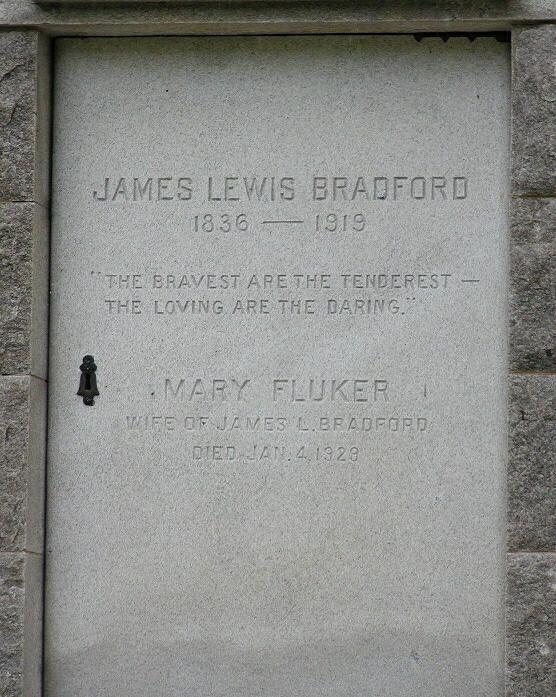 JAMES LEWIS BRADFORD
1836 — 1919
"THE BRAVEST ARE THE TENDEREST —
THE LOVING ARE THE DARING."
MARY FLUKER
WIFE OF JAMES L. BRADFORD
DIED JAN. 4, 1929